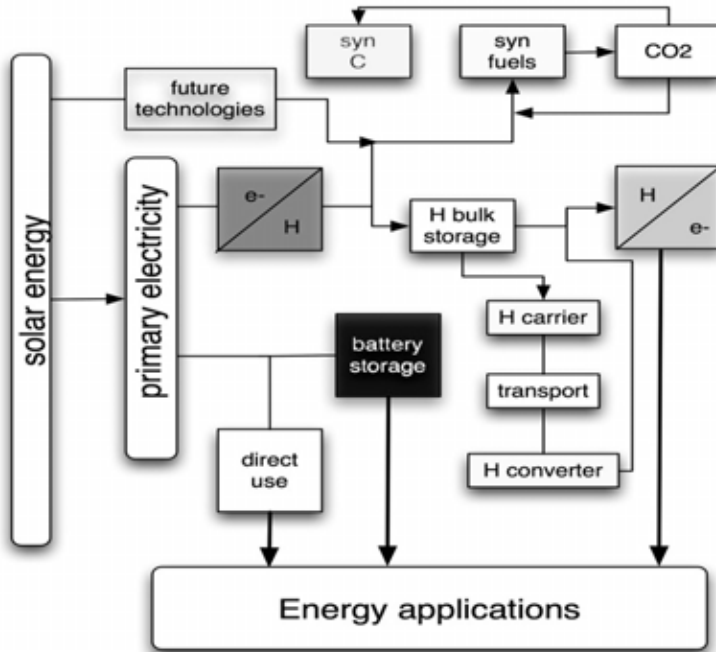 syn
C
syn
fuels
CO2
future
technologies
solar energy
primary electricity
e-
H
H bulk
storage
H
e-
H carrier
battery
storage
transport
direct
use
H converter
Energy applications